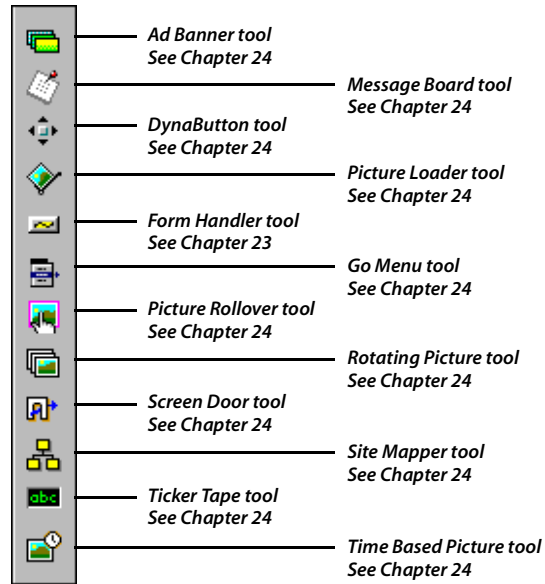 Ad Banner tool
See Chapter 24
Message Board tool
See Chapter 24
DynaButton tool
See Chapter 24
Picture Loader tool
See Chapter 24
Form Handler tool
See Chapter 23
Go Menu tool
See Chapter 24
Picture Rollover tool
See Chapter 24
Rotating Picture tool
See Chapter 24
Screen Door tool
See Chapter 24
Site Mapper tool
See Chapter 24
abc
Ticker Tape tool
See Chapter 24
Time Based Picture tool
See Chapter 24